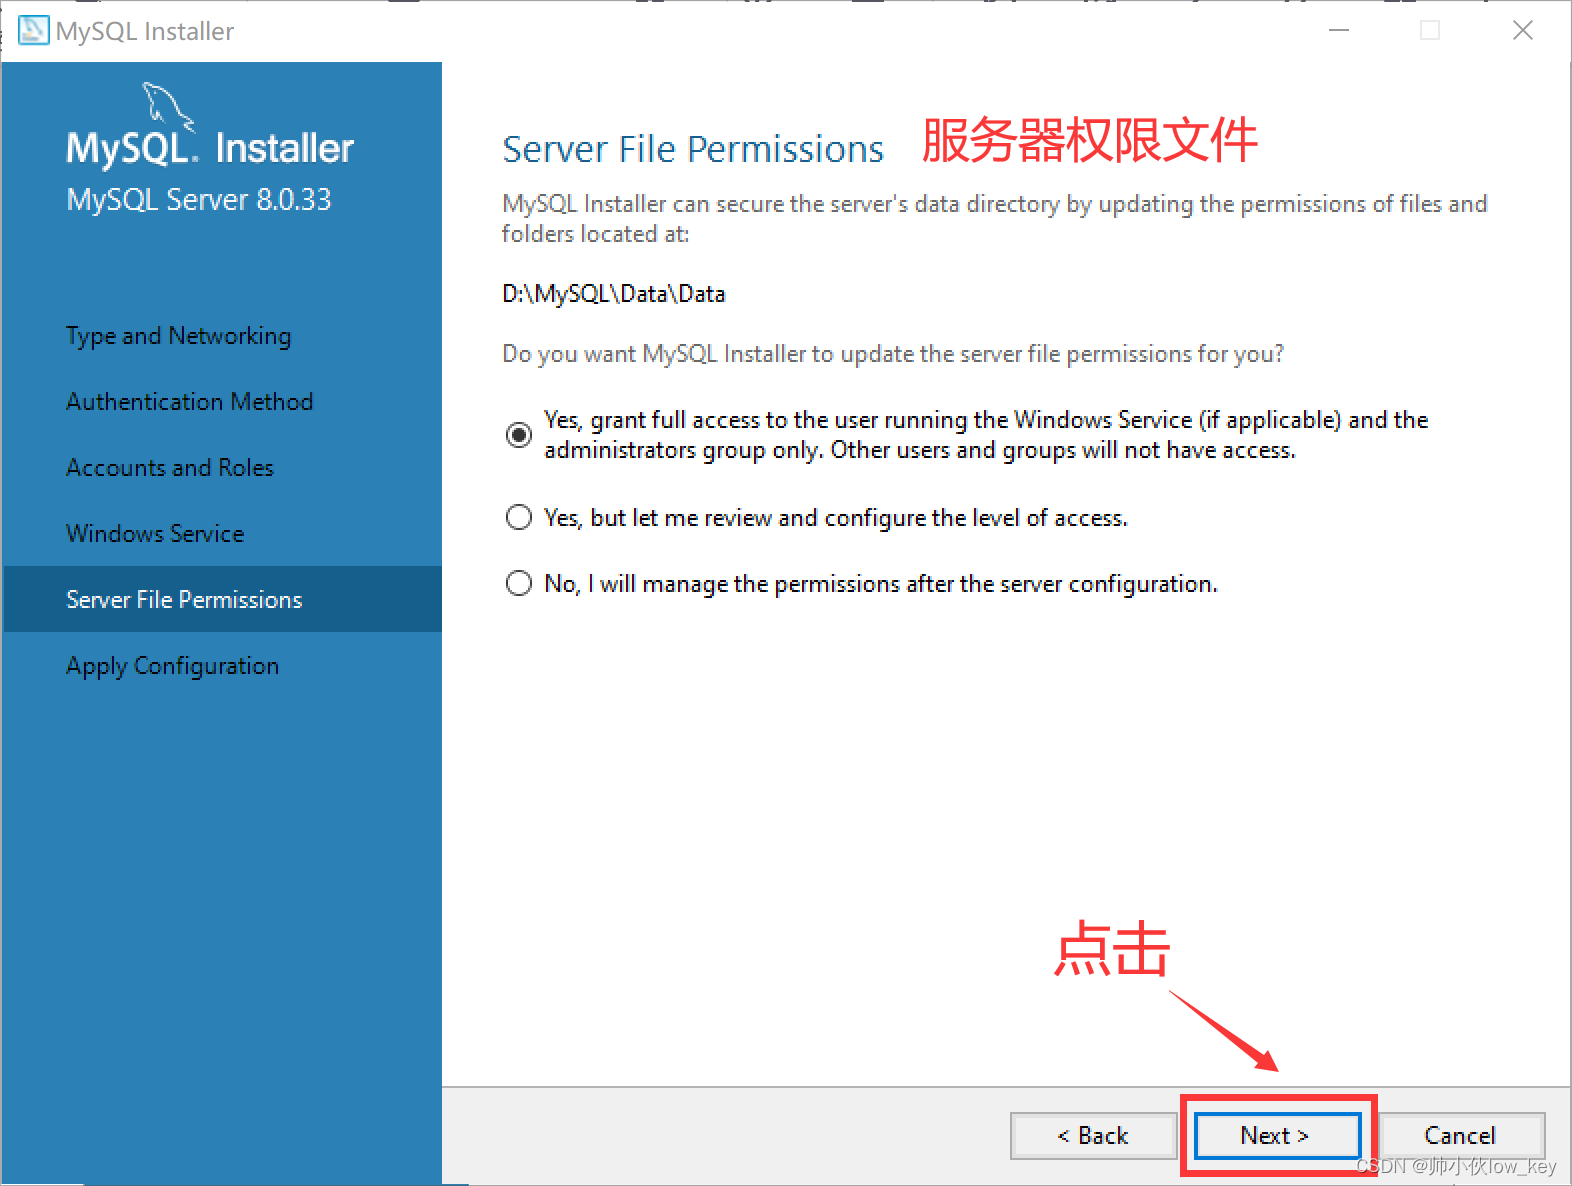 MySQL Installer
MySQL. Installer
MySQL Server 8.0.33
Type and Networking
Authentication Method
Accounts and Roles
Windows Service
Server File Permissions
Apply Configuration
Server File Permissions 服务器权限文件
MySQL Installer can secure the server's data directory by updating the permissions of files and
folders located at:
D:\MySQL\Data\Data
Do you want MySQL Installer to update the server file permissions for you?
Yes, grant full access to the user running the Windows Service (if applicable) and the
administrators group only. Other users and groups will not have access.
Yes, but let me review and configure the level of access.
No, I will manage the permissions after the server configuration.
点击
< Back Next > Cancel
CSDN @帅小伙low_key